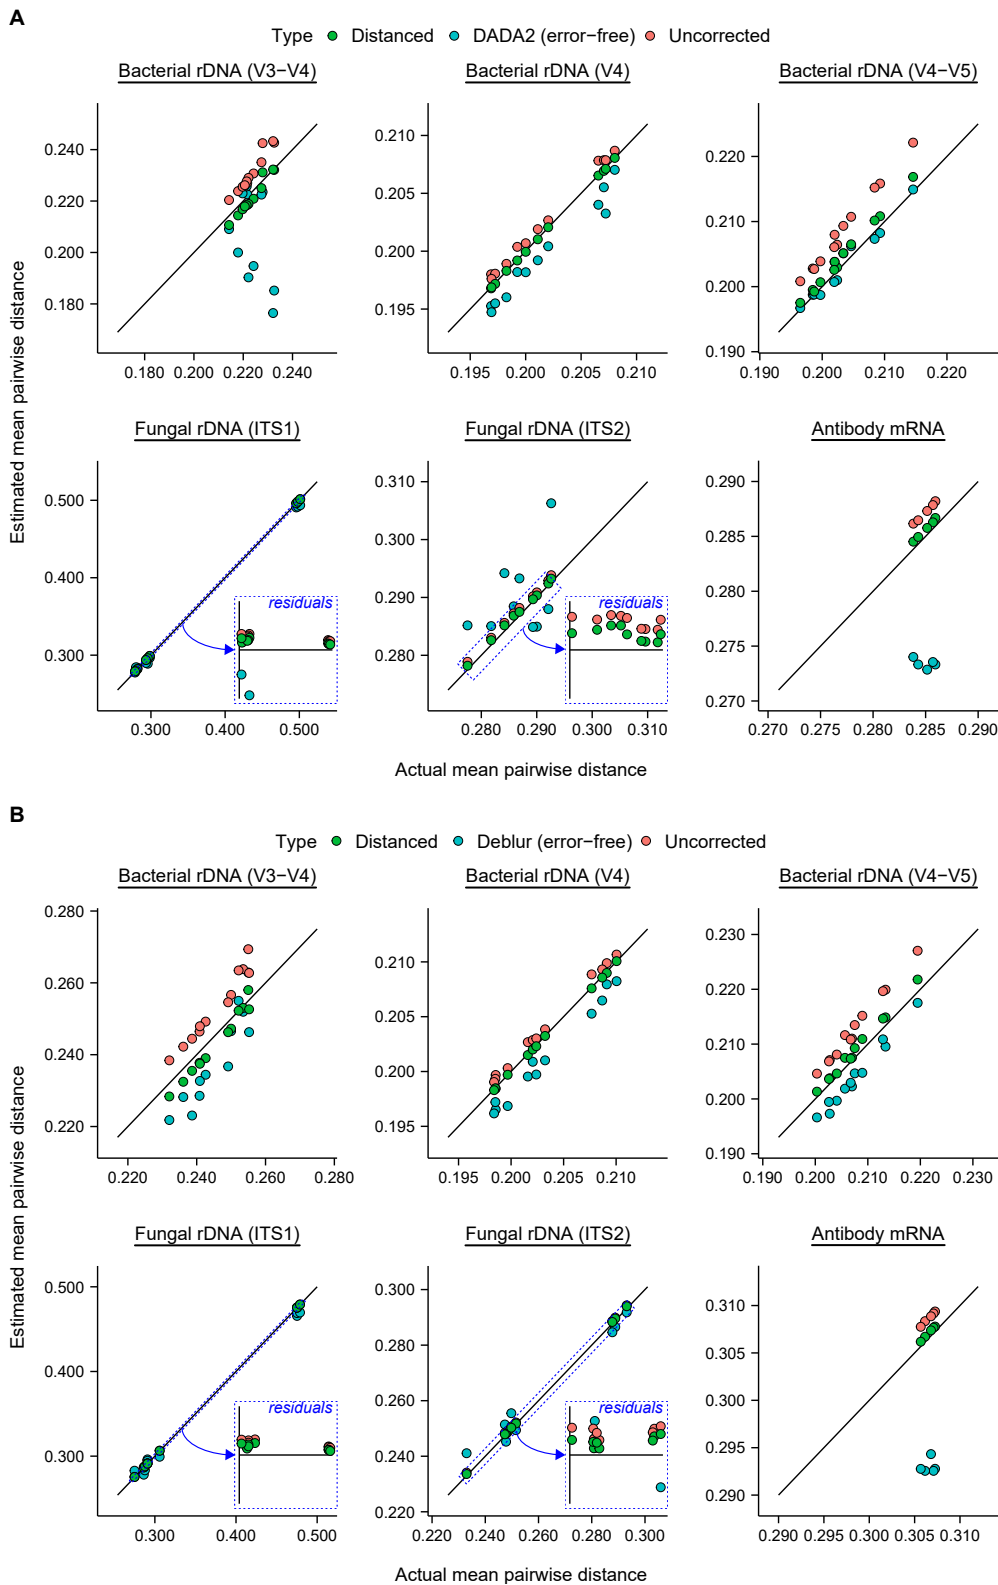 A
Type Distanced DADA2 (error−free) Uncorrected
Bacterial rDNA (V3−V4) Bacterial rDNA (V4) Bacterial rDNA (V4−V5)
0.240
0.220
0.200
0.180
0.180 0.200 0.220 0.240
0.210
0.205
0.200
0.195
0.195 0.200 0.205 0.210
0.220
0.210
0.200
0.190
0.190 0.200 0.210 0.220
Estimated mean pairwise distance
Fungal rDNA (ITS1) Fungal rDNA (ITS2) Antibody mRNA
0.500
0.400
0.300
residuals
0.300 0.400 0.500
0.310
0.300
0.290
0.280
residuals
0.280 0.290 0.300 0.310
0.290
0.285
0.280
0.275
0.270
0.270 0.275 0.280 0.285 0.290
Actual mean pairwise distance
B
Type Distanced Deblur (error−free) Uncorrected
Bacterial rDNA (V3−V4) Bacterial rDNA (V4) Bacterial rDNA (V4−V5)
0.280
0.260
0.240
0.220
0.220 0.240 0.260 0.280
0.210
0.205
0.200
0.195
0.195 0.200 0.205 0.210
0.230
0.220
0.210
0.200
0.190
0.190 0.200 0.210 0.220 0.230
Estimated mean pairwise distance
Fungal rDNA (ITS1) Fungal rDNA (ITS2) Antibody mRNA
0.500
0.400
0.300
residuals
0.300 0.400 0.500
0.300
0.280
0.260
0.240
0.220
residuals
0.220 0.240 0.260 0.280 0.300
0.310
0.305
0.300
0.295
0.290
0.290 0.295 0.300 0.305 0.310
Actual mean pairwise distance